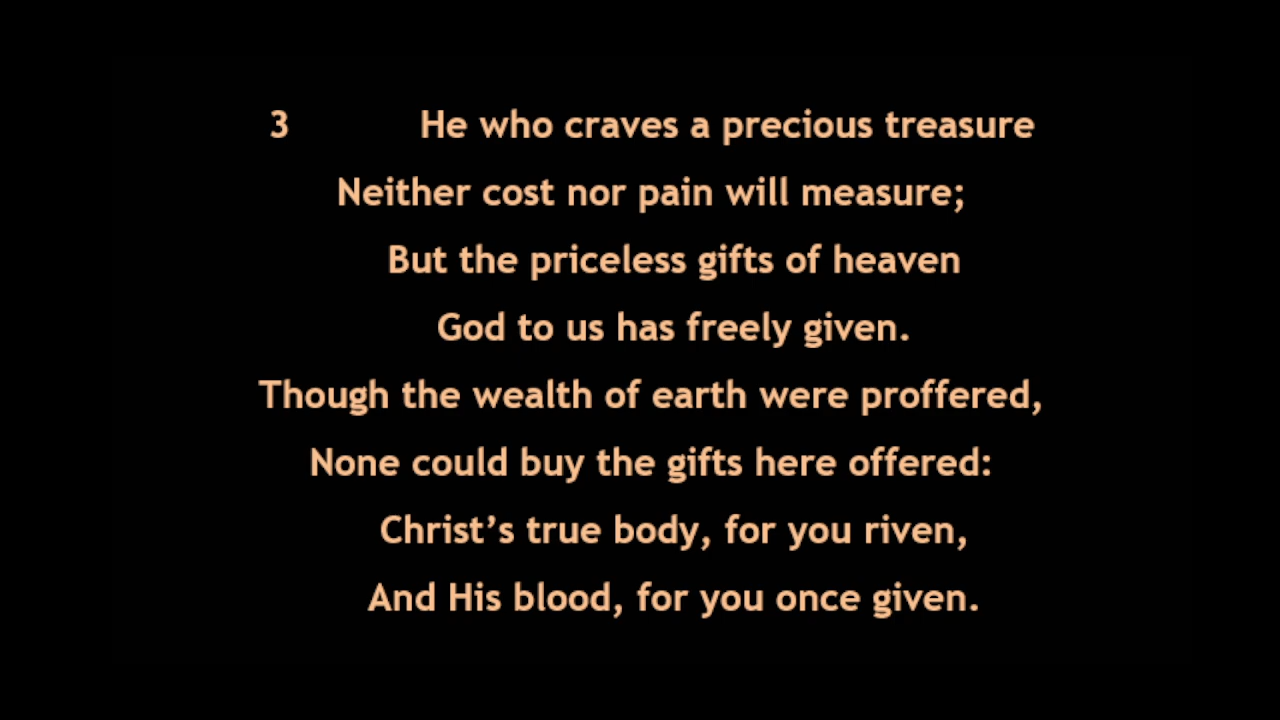 3 He who craves a precious treasure
Neither cost nor pain will measure;
But the priceless gifts of heaven
God to us has freely given.
Though the wealth of earth were proffered,
None could buy the gifts here offered:
Christ’s true body, for you riven,
And His blood, for you once given.